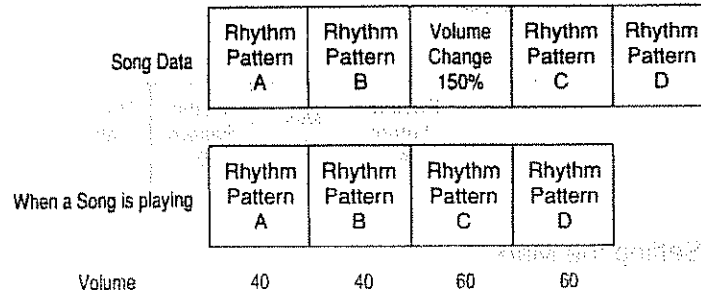 Song Data
Rhythm Pattern A
Rhythm Pattern B
Volume Change 150%
Rhythm Pattern C
Rhythm Pattern D
When a Song is playing
Rhythm Pattern A
Rhythm Pattern B
Rhythm Pattern C
Rhythm Pattern D
Volume 40 40 60 60